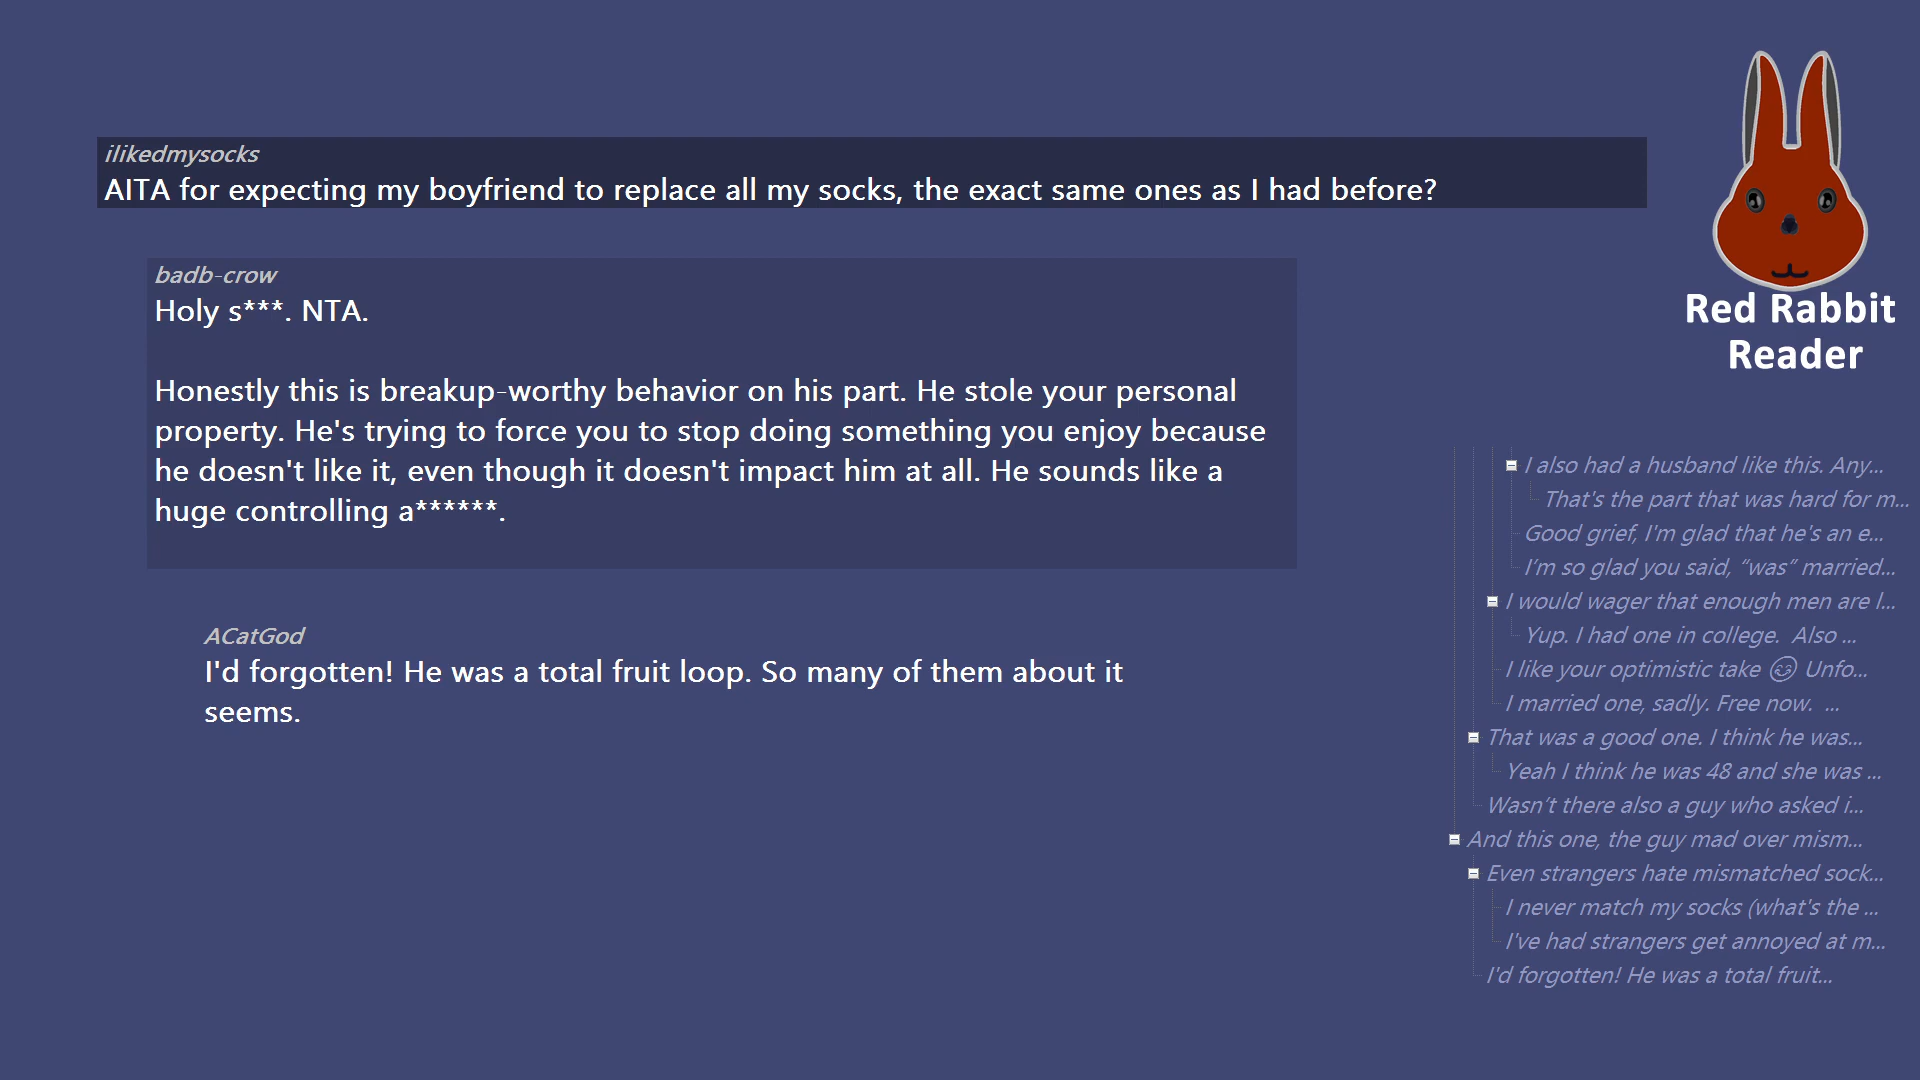 ilikedmysocks
AITA for expecting my boyfriend to replace all my socks, the exact same ones as I had before?
badb-crow
Holy s***. NTA.
Honestly this is breakup-worthy behavior on his part. He stole your personal
property. He's trying to force you to stop doing something you enjoy because
he doesn't like it, even though it doesn't impact him at all. He sounds like a
huge controlling a******.
ACatGod
I'd forgotten! He was a total fruit loop. So many of them about it
seems.
Red Rabbit
Reader
I also had a husband like this. Any...
That's the part that was hard for m...
Good grief, I'm glad that he's an e...
I’m so glad you said, “was” married...
I would wager that enough men are l...
Yup. I had one in college.  Also ...
I like your optimistic take 😊 Unfo...
I married one, sadly. Free now.  ...
That was a good one. I think he was...
Yeah I think he was 48 and she was ...
Wasn’t there also a guy who asked i...
And this one, the guy mad over mism...
Even strangers hate mismatched sock...
I never match my socks (what's the ...
I've had strangers get annoyed at m...
I'd forgotten! He was a total fruit...